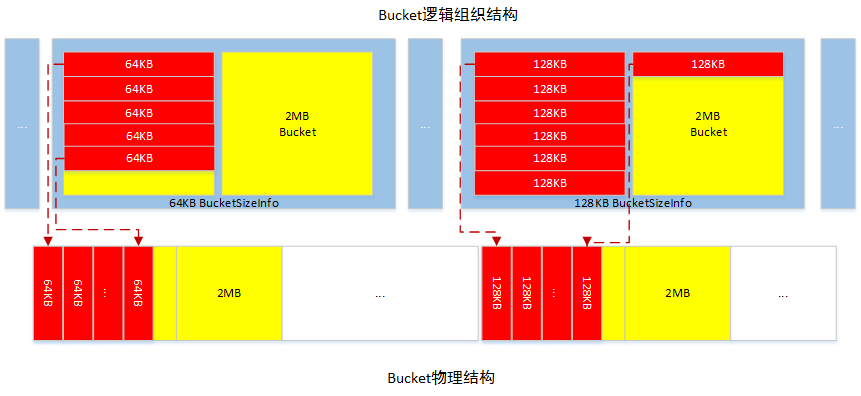 Bucket逻辑组织结构
...
64KB
64KB
64KB
64KB
64KB
2MB
Bucket
64KB BucketSizeInfo
...
128KB
128KB
128KB
128KB
128KB
128KB
128KB
2MB
Bucket
128KB BucketSizeInfo
...
64KB
64KB
...
64KB
2MB
...
128KB
128KB
...
128KB
2MB
...
Bucket物理结构